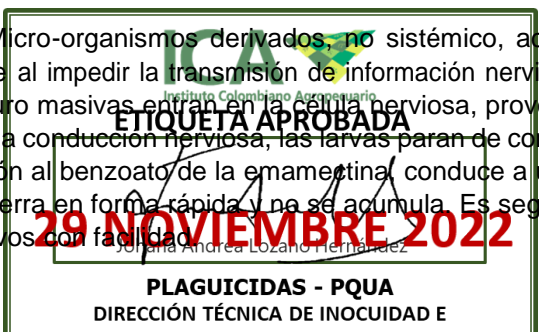 Micro-organismos derivados, no sistémico, ac
e al impedir la transmisión de información nervi
Instituto Colombiano Agropecuario
uro masivas entran en la célula nerviosa, prov
ETIQUETA APROBADA
a conducción nerviosa, las larvas paran de co
ón al benzoato de la emamectina, conduce a u
erra en forma rápida y no se acumula. Es seg
29 NOVIEMBRE 2022
vos con facilidad.
Johana Andrea Lozano Hernández
PLAGUICIDAS - PQUA
DIRECCIÓN TÉCNICA DE INOCUIDAD E